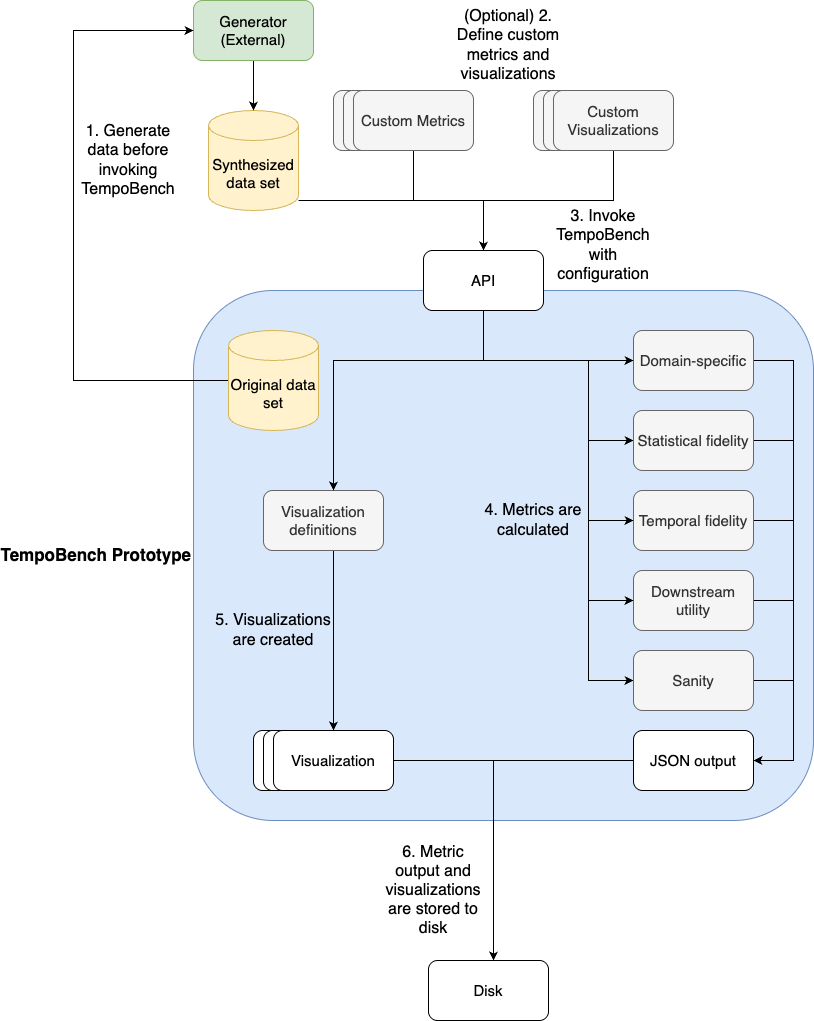 Generator
(External)
(Optional) 2.
Define custom
metrics and
visualizations
Custom Metrics
Custom
Visualizations
1. Generate
data before
invoking
TempoBench
Synthesized
data set
3. Invoke
TempoBench
with
configuration
API
Original data
set
Domain-specific
Statistical fidelity
Temporal fidelity
Downstream
utility
Sanity
4. Metrics are
calculated
Visualization
definitions
TempoBench Prototype
5. Visualizations
are created
Visualization
JSON output
6. Metric
output and
visualizations
are stored to
disk
Disk